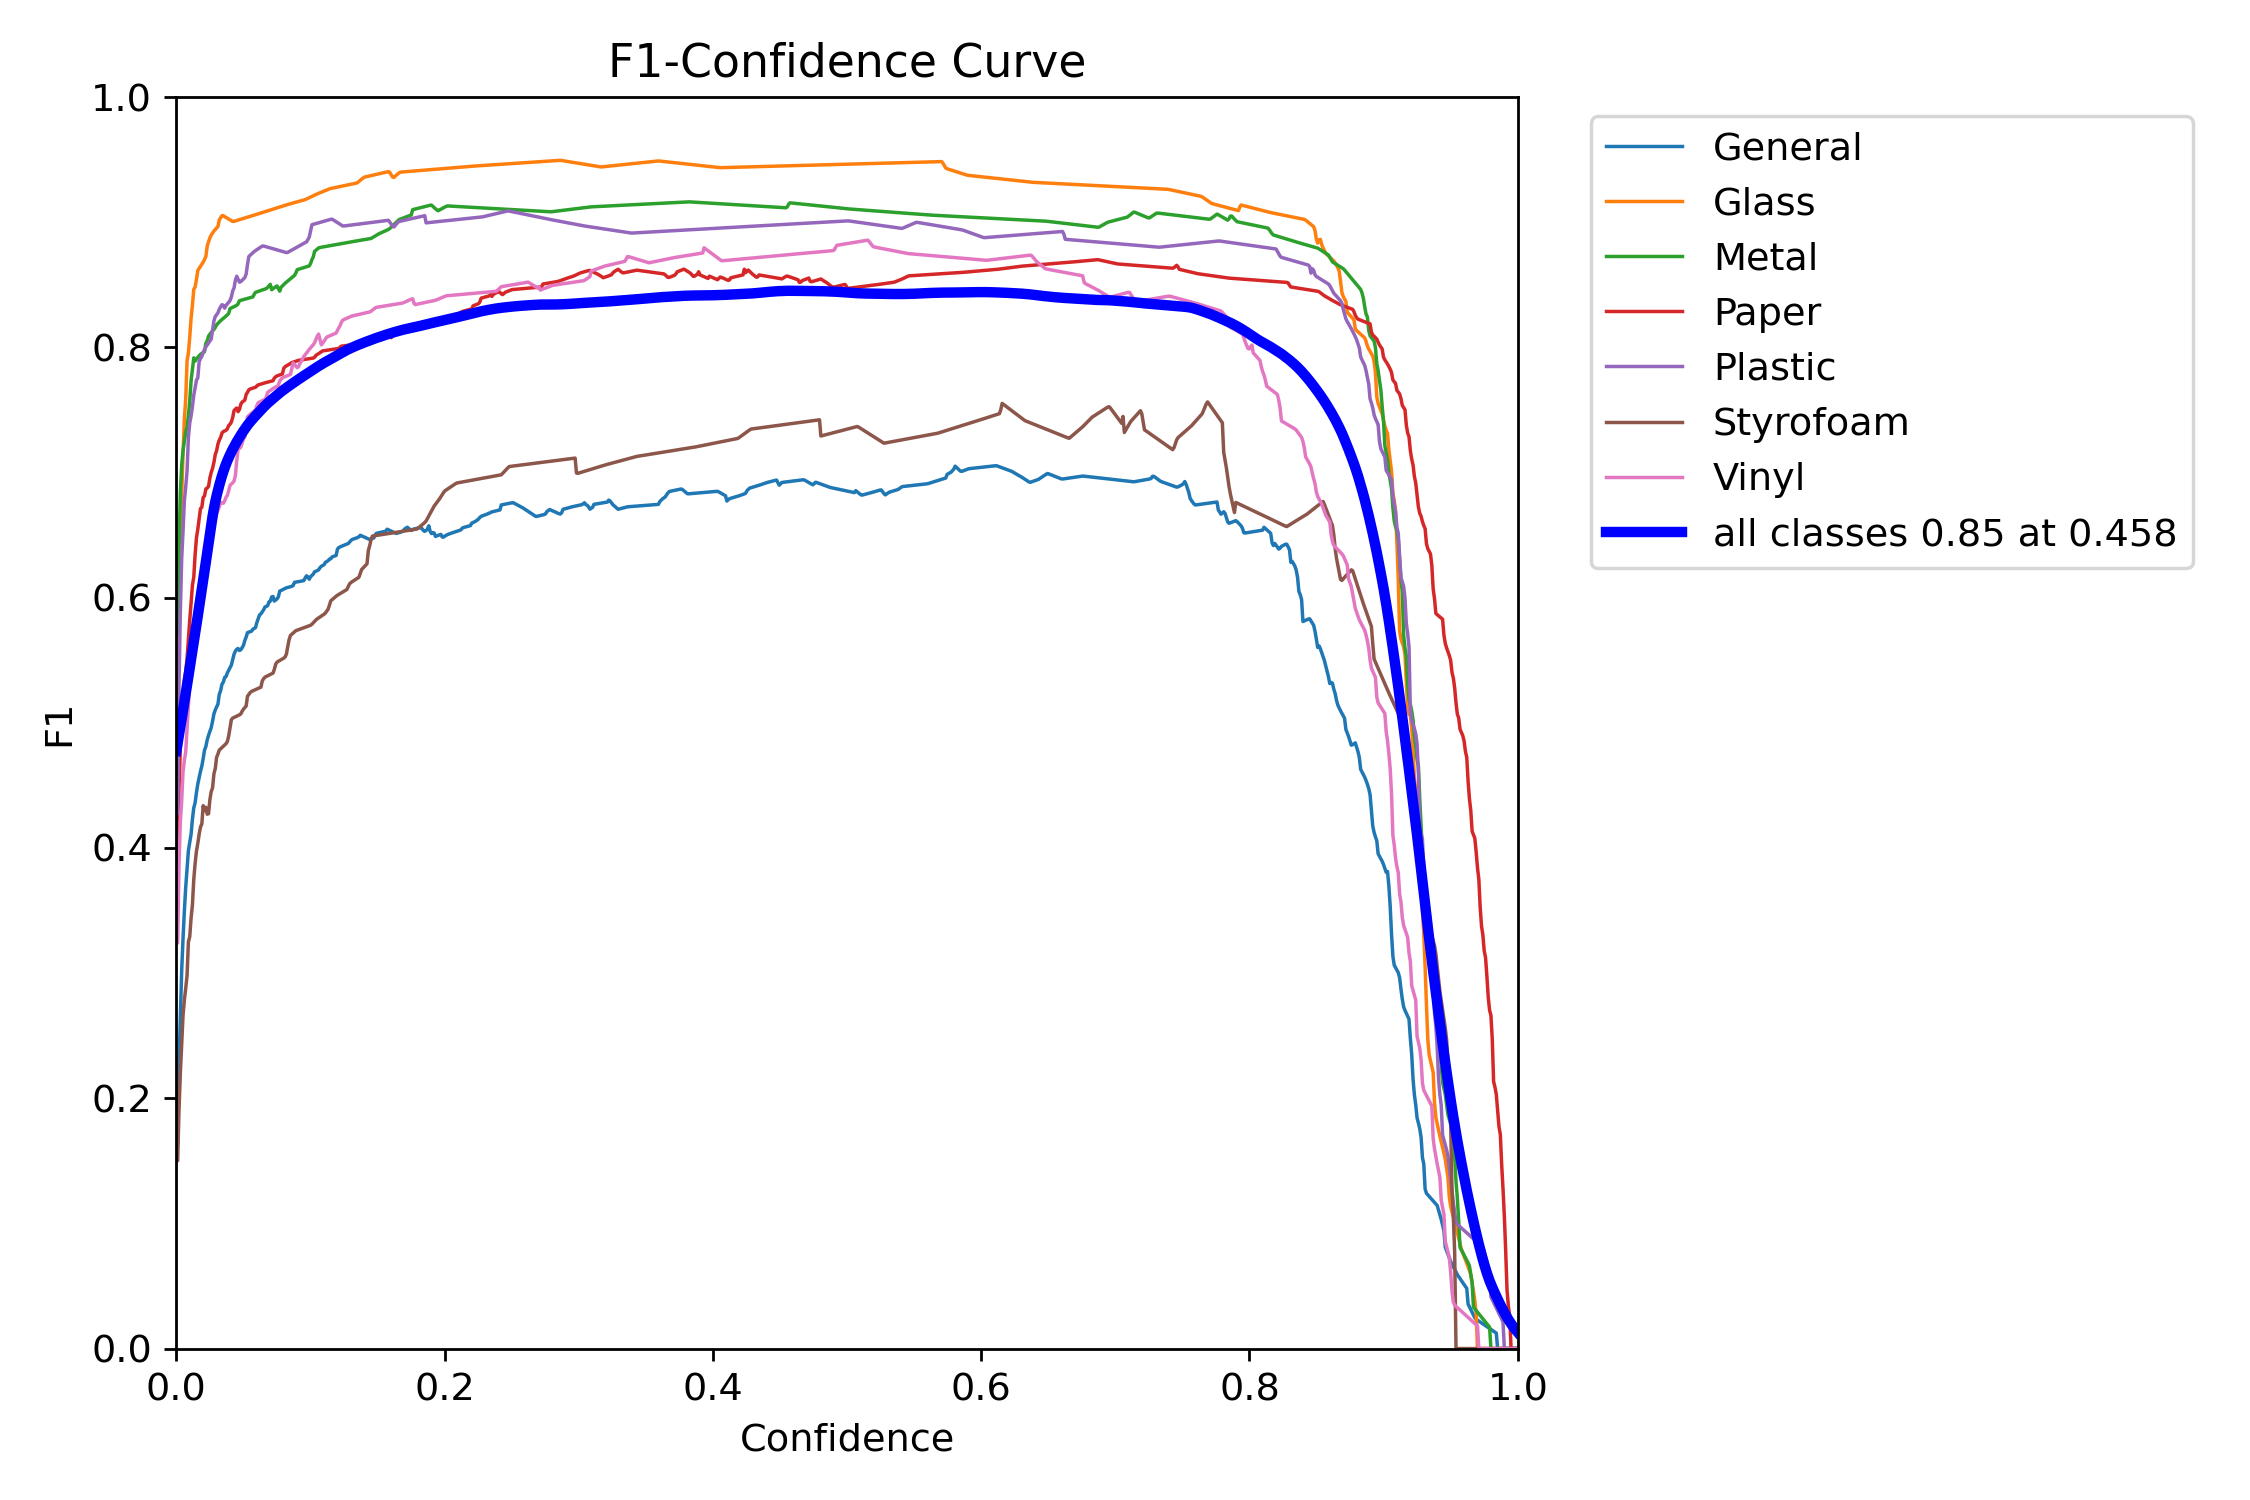 F1-Confidence Curve
1.0
0.8
0.6
0.4
0.2
0.0
F1
0.0 0.2 0.4 0.6 0.8 1.0
Confidence
General
Glass
Metal
Paper
Plastic
Styrofoam
Vinyl
all classes 0.85 at 0.458